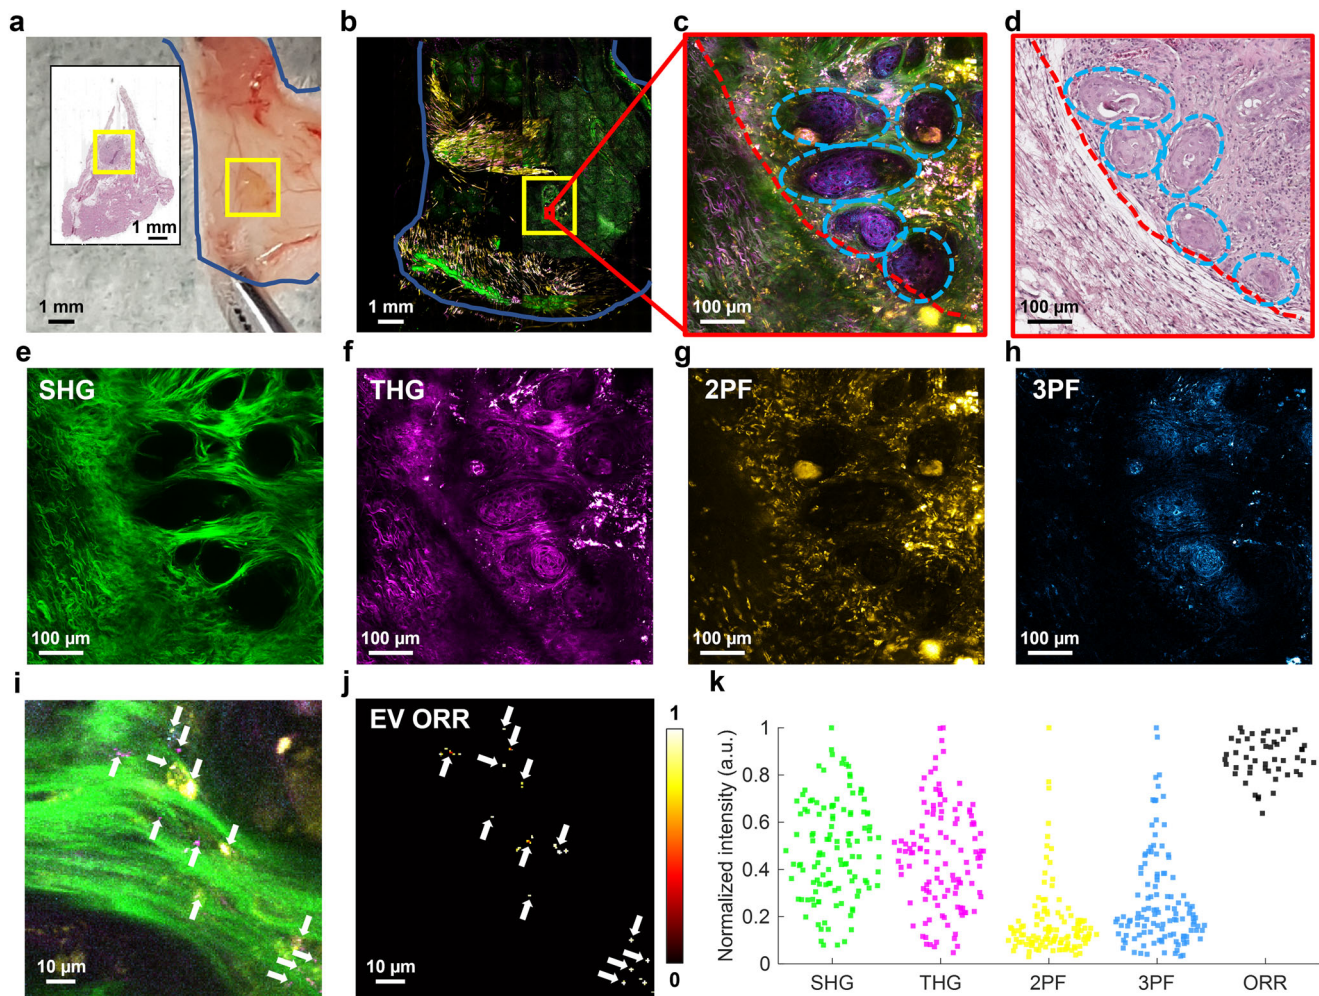 a
b
c
d
1 mm
1 mm
1 mm
100 µm
100 µm
e
f
g
h
SHG
THG
2PF
3PF
100 µm
100 µm
100 µm
100 µm
i
j
k
EV ORR
1
0
10 µm
10 µm
Normalized intensity (a.u.)
1
0.8
0.6
0.4
0.2
0
SHG
THG
2PF
3PF
ORR